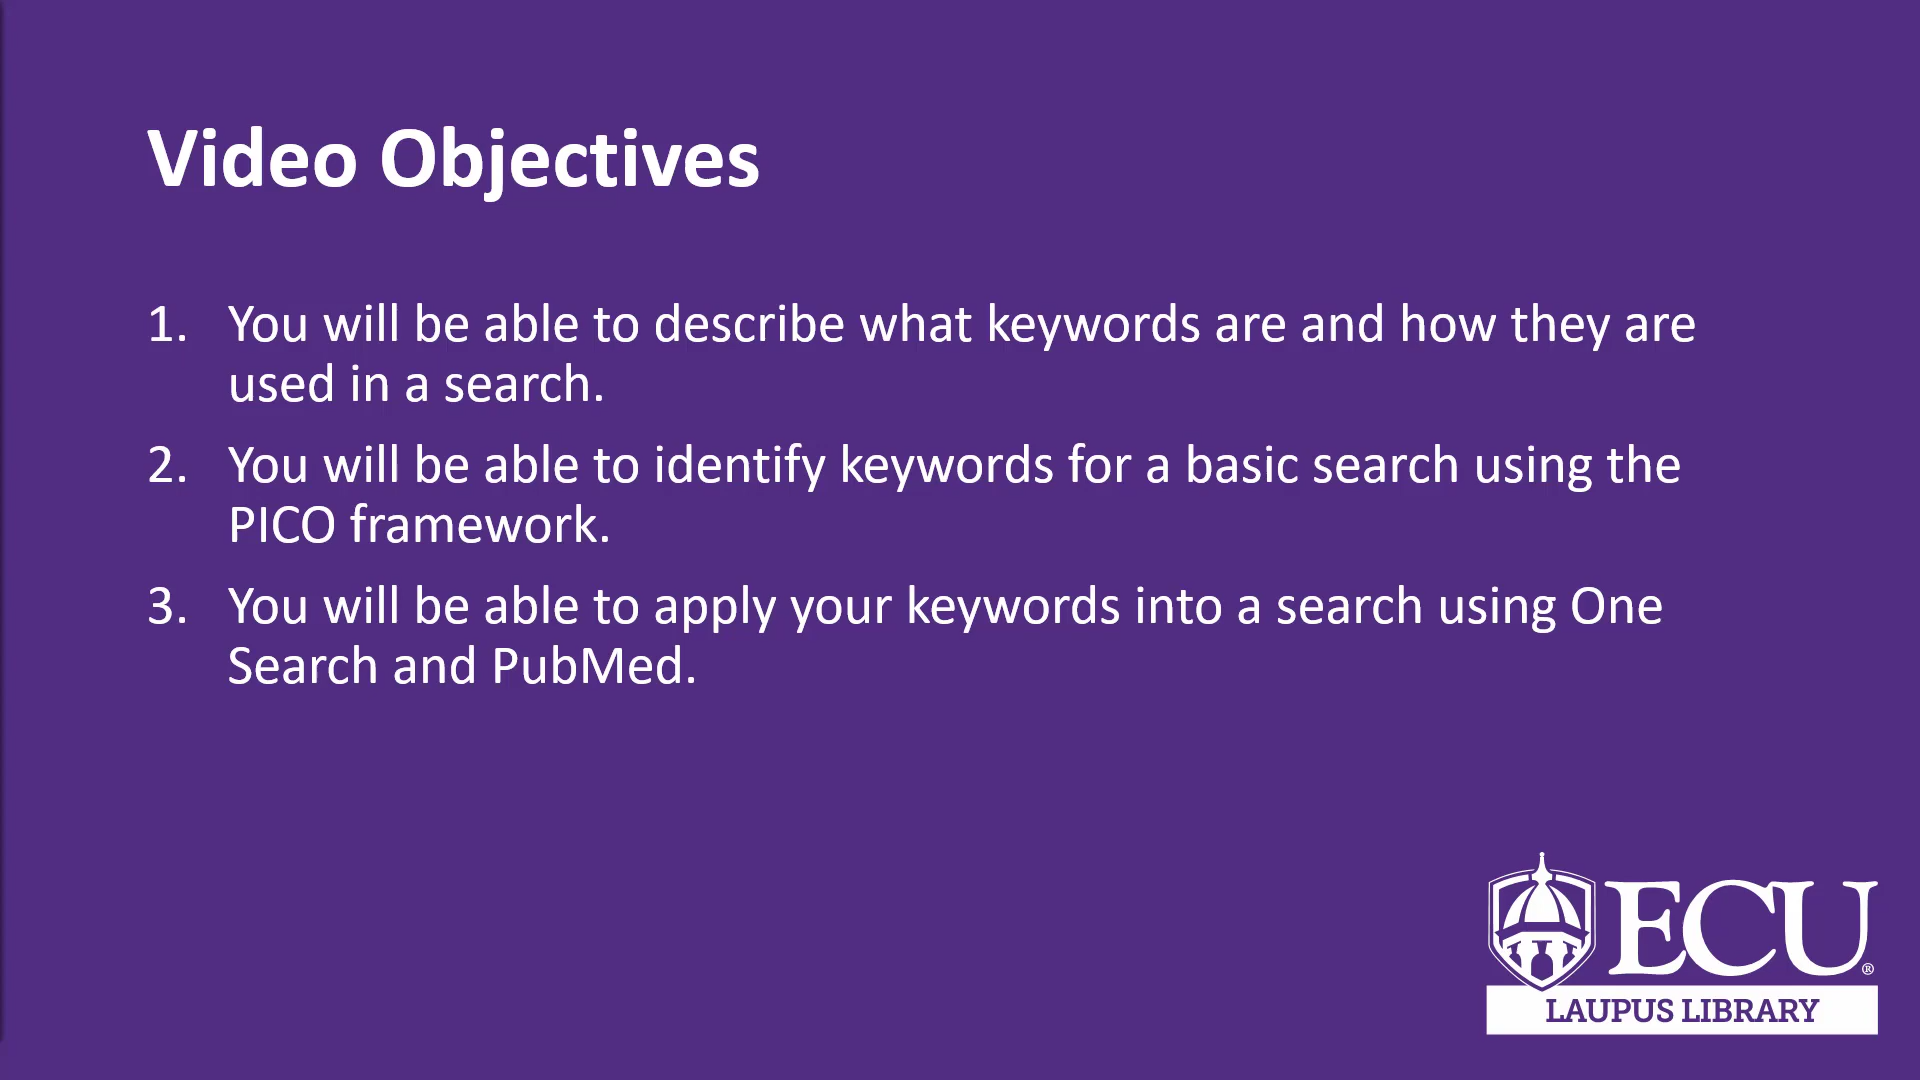 Video Objectives
1. You will be able to describe what keywords are and how they are
used in a search.
2. You will be able to identify keywords for a basic search using the
PICO framework.
3. You will be able to apply your keywords into a search using One
Search and PubMed.
ECU®
LAUPUS LIBRARY